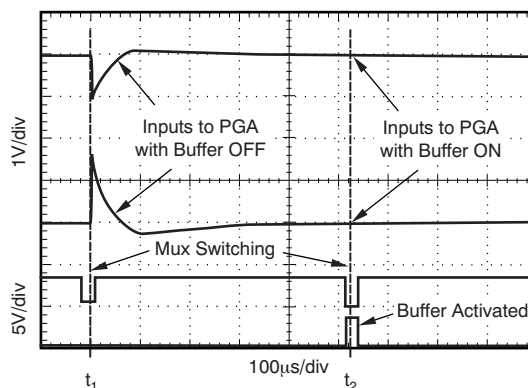 1V/div
Inputs to PGA
with Buffer OFF
Inputs to PGA
with Buffer ON
Mux Switching
5V/div
Buffer Activated
100µs/div
t1
t2